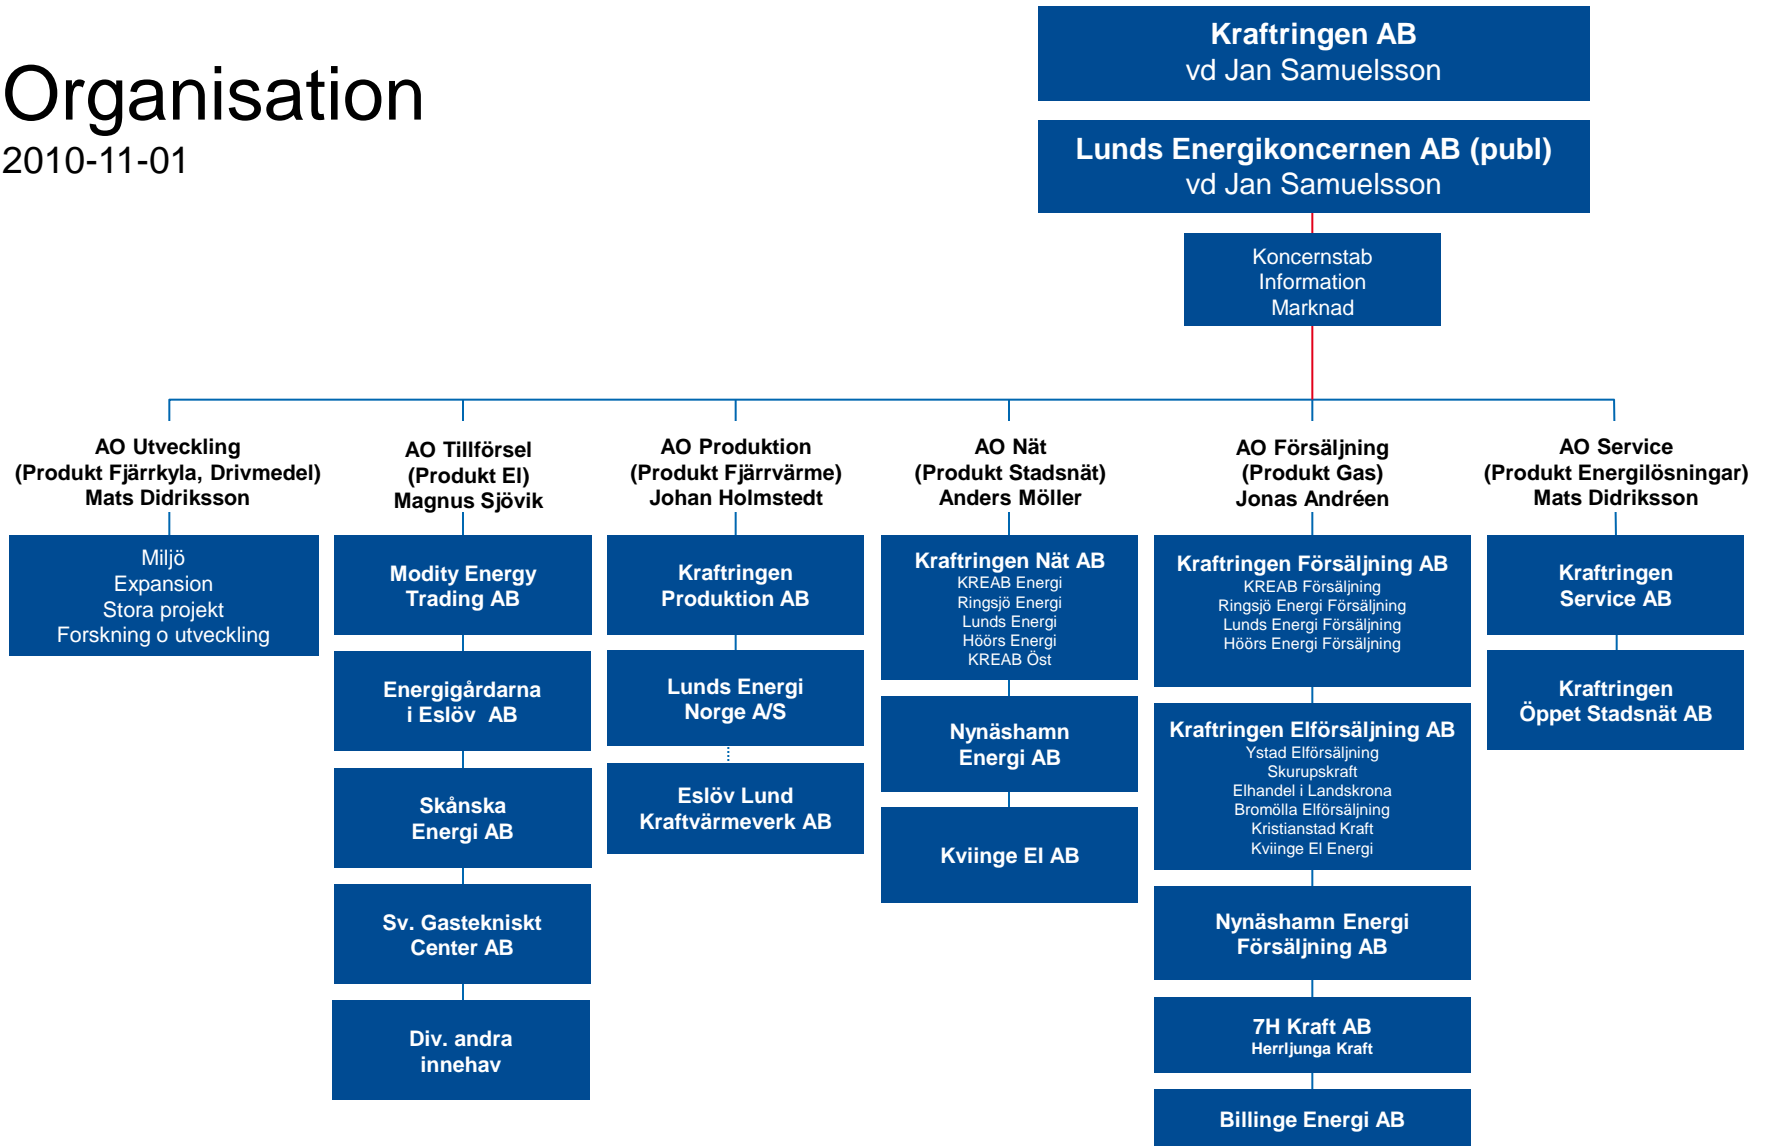 Organisation
2010-11-01
Kraftringen AB
vd Jan Samuelsson
Lunds Energikoncernen AB (publ)
vd Jan Samuelsson
Koncernstab
Information
Marknad
AO Utveckling
(Produkt Fjärrkyla, Drivmedel)
Mats Didriksson
Miljö
Expansion
Stora projekt
Forskning o utveckling
AO Tillförsel
(Produkt El)
Magnus Sjövik
Modity Energy
Trading AB
Energigårdarna
i Eslöv AB
Skånska
Energi AB
Sv. Gastekniskt
Center AB
Div. andra
innehav
AO Produktion
(Produkt Fjärrvärme)
Johan Holmstedt
Kraftringen
Produktion AB
Lunds Energi
Norge A/S
Eslöv Lund
Kraftvärmeverk AB
AO Nät
(Produkt Stadsnät)
Anders Möller
Kraftringen Nät AB
KREAB Energi
Ringsjö Energi
Lunds Energi
Höörs Energi
KREAB Öst
Nynäshamn
Energi AB
Kviinge El AB
AO Försäljning
(Produkt Gas)
Jonas Andréen
Kraftringen Försäljning AB
KREAB Försäljning
Ringsjö Energi Försäljning
Lunds Energi Försäljning
Höörs Energi Försäljning
Kraftringen Elförsäljning AB
Ystad Elförsäljning
Skurupskraft
Elhandel i Landskrona
Bromölla Elförsäljning
Kristianstad Kraft
Kviinge El Energi
Nynäshamn Energi
Försäljning AB
7H Kraft AB
Herrljunga Kraft
Billinge Energi AB
AO Service
(Produkt Energilösningar)
Mats Didriksson
Kraftringen
Service AB
Kraftringen
Öppet Stadsnät AB